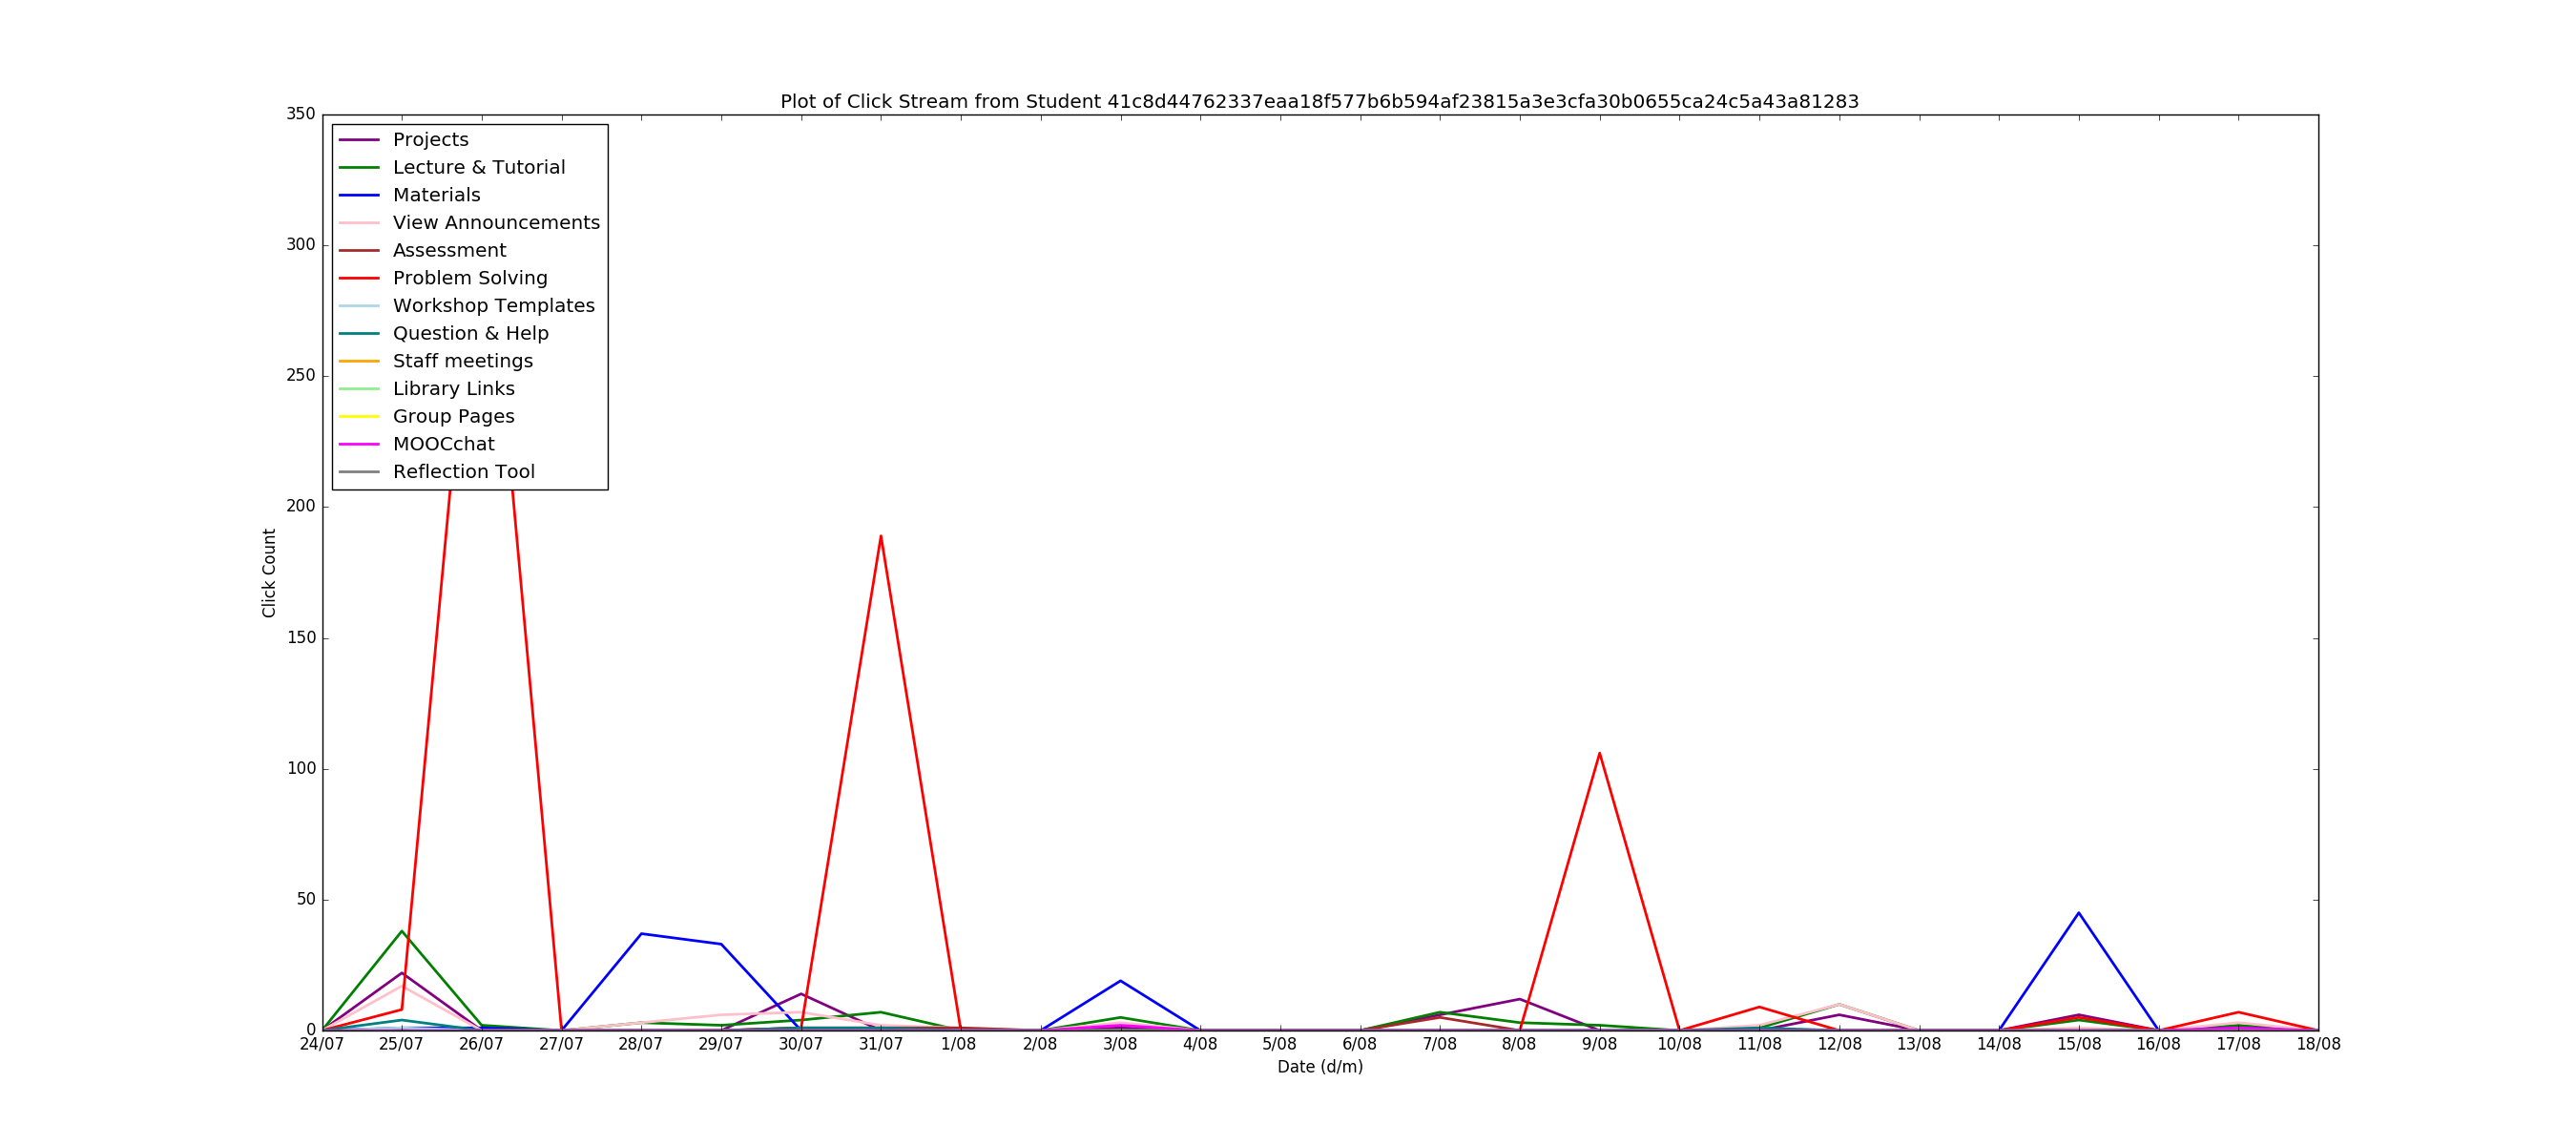 Plot of Click Stream from Student 41c8d44762337eaa18f577b6b594af23815a3e3cfa30b0655ca24c5a43a81283
350
300
250
200
150
100
50
0
Click Count
Projects
Lecture & Tutorial
Materials
View Announcements
Assessment
Problem Solving
Workshop Templates
Question & Help
Staff meetings
Library Links
Group Pages
MOOCchat
Reflection Tool
24/07 25/07 26/07 27/07 28/07 29/07 30/07 31/07 1/08 2/08 3/08 4/08 5/08 6/08 7/08 8/08 9/08 10/08 11/08 12/08 13/08 14/08 15/08 16/08 17/08 18/08
Date (d/m)